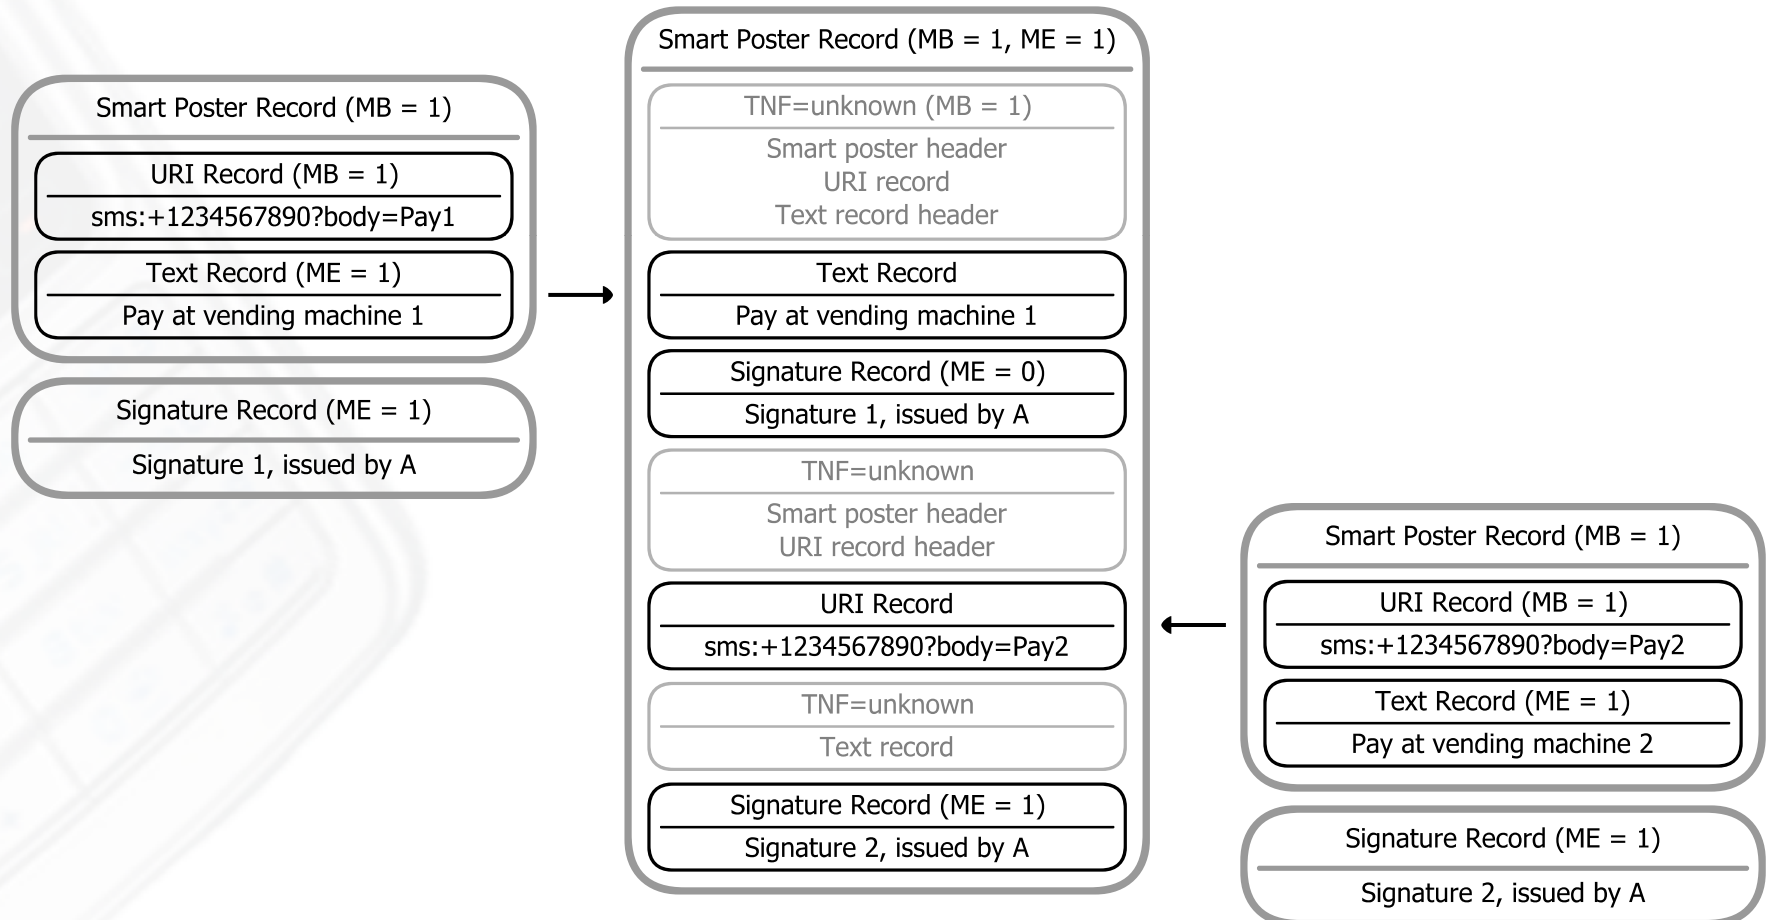 Smart Poster Record (MB = 1)
URI Record (MB = 1)
sms:+1234567890?body=Pay1
Text Record (ME = 1)
Pay at vending machine 1
Signature Record (ME = 1)
Signature 1, issued by A
Smart Poster Record (MB = 1, ME = 1)
TNF=unknown (MB = 1)
Smart poster header
URI record
Text record header
Text Record
Pay at vending machine 1
Signature Record (ME = 0)
Signature 1, issued by A
TNF=unknown
Smart poster header
URI record header
URI Record
sms:+1234567890?body=Pay2
TNF=unknown
Text record
Signature Record (ME = 1)
Signature 2, issued by A
Smart Poster Record (MB = 1)
URI Record (MB = 1)
sms:+1234567890?body=Pay2
Text Record (ME = 1)
Pay at vending machine 2
Signature Record (ME = 1)
Signature 2, issued by A